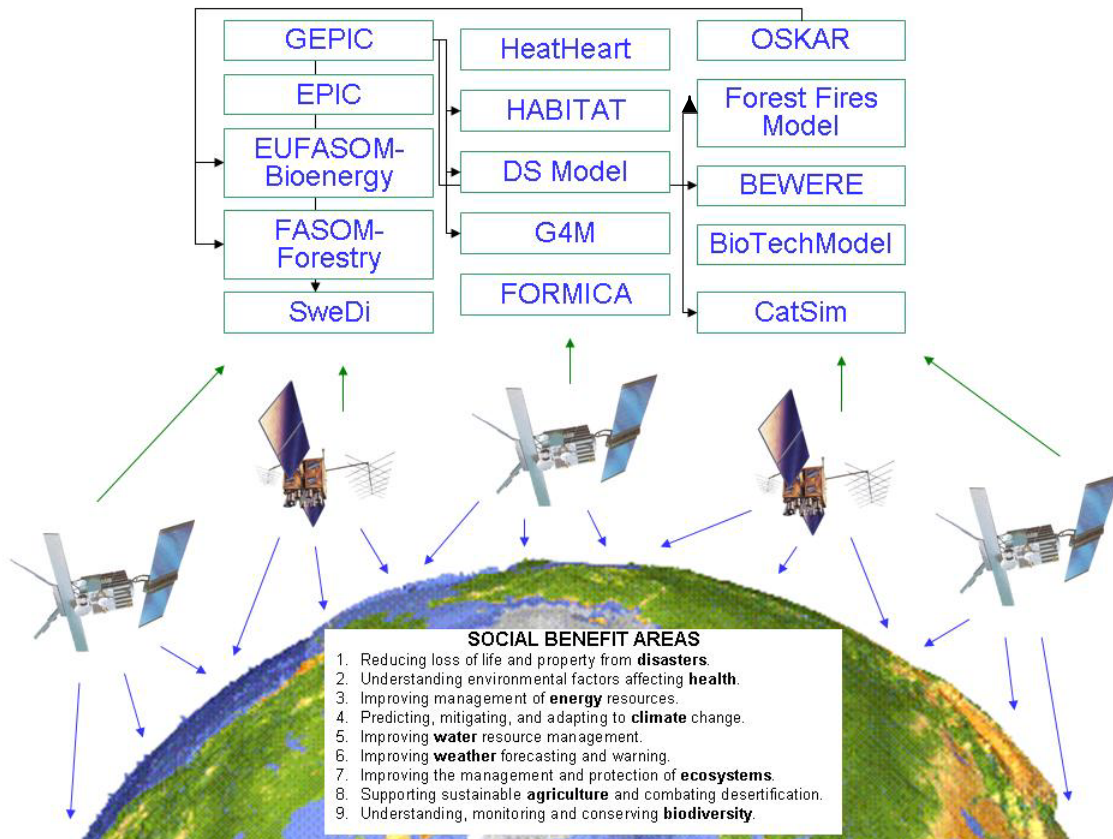 GEPIC
EPIC
EUFASOM-
Bioenergy
FASOM-
Forestry
SweDi
HeatHeart
HABITAT
DS Model
G4M
FORMICA
OSKAR
Forest Fires
Model
BEWERE
BioTechModel
CatSim
SOCIAL BENEFIT AREAS
1. Reducing loss of life and property from disasters.
2. Understanding environmental factors affecting health.
3. Improving management of energy resources.
4. Predicting, mitigating, and adapting to climate change.
5. Improving water resource management.
6. Improving weather forecasting and warning.
7. Improving the management and protection of ecosystems.
8. Supporting sustainable agriculture and combating desertification.
9. Understanding, monitoring and conserving biodiversity.